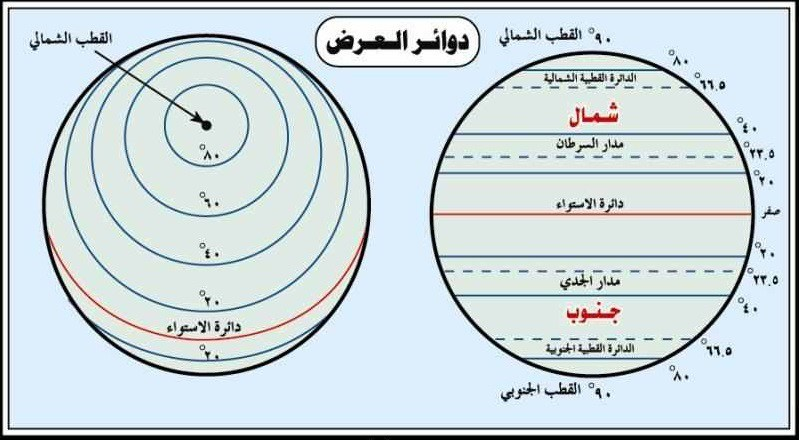 دوائر العرض
٩٠° القطب الشمالي
٨٠°
الدائرة القطبية الشمالية
٦٦.٥°
شمال
٤٠°
مدار السرطان
٢٣.٥°
٢٠°
دائرة الاستواء
صفر
٢٠°
مدار الجدي
٢٣.٥°
جنوب
٤٠°
الدائرة القطبية الجنوبية
٦٦.٥°
٨٠°
٩٠° القطب الجنوبي
القطب الشمالي
٨٠°
٦٠°
٤٠°
٢٠°
دائرة الاستواء
٢٠°